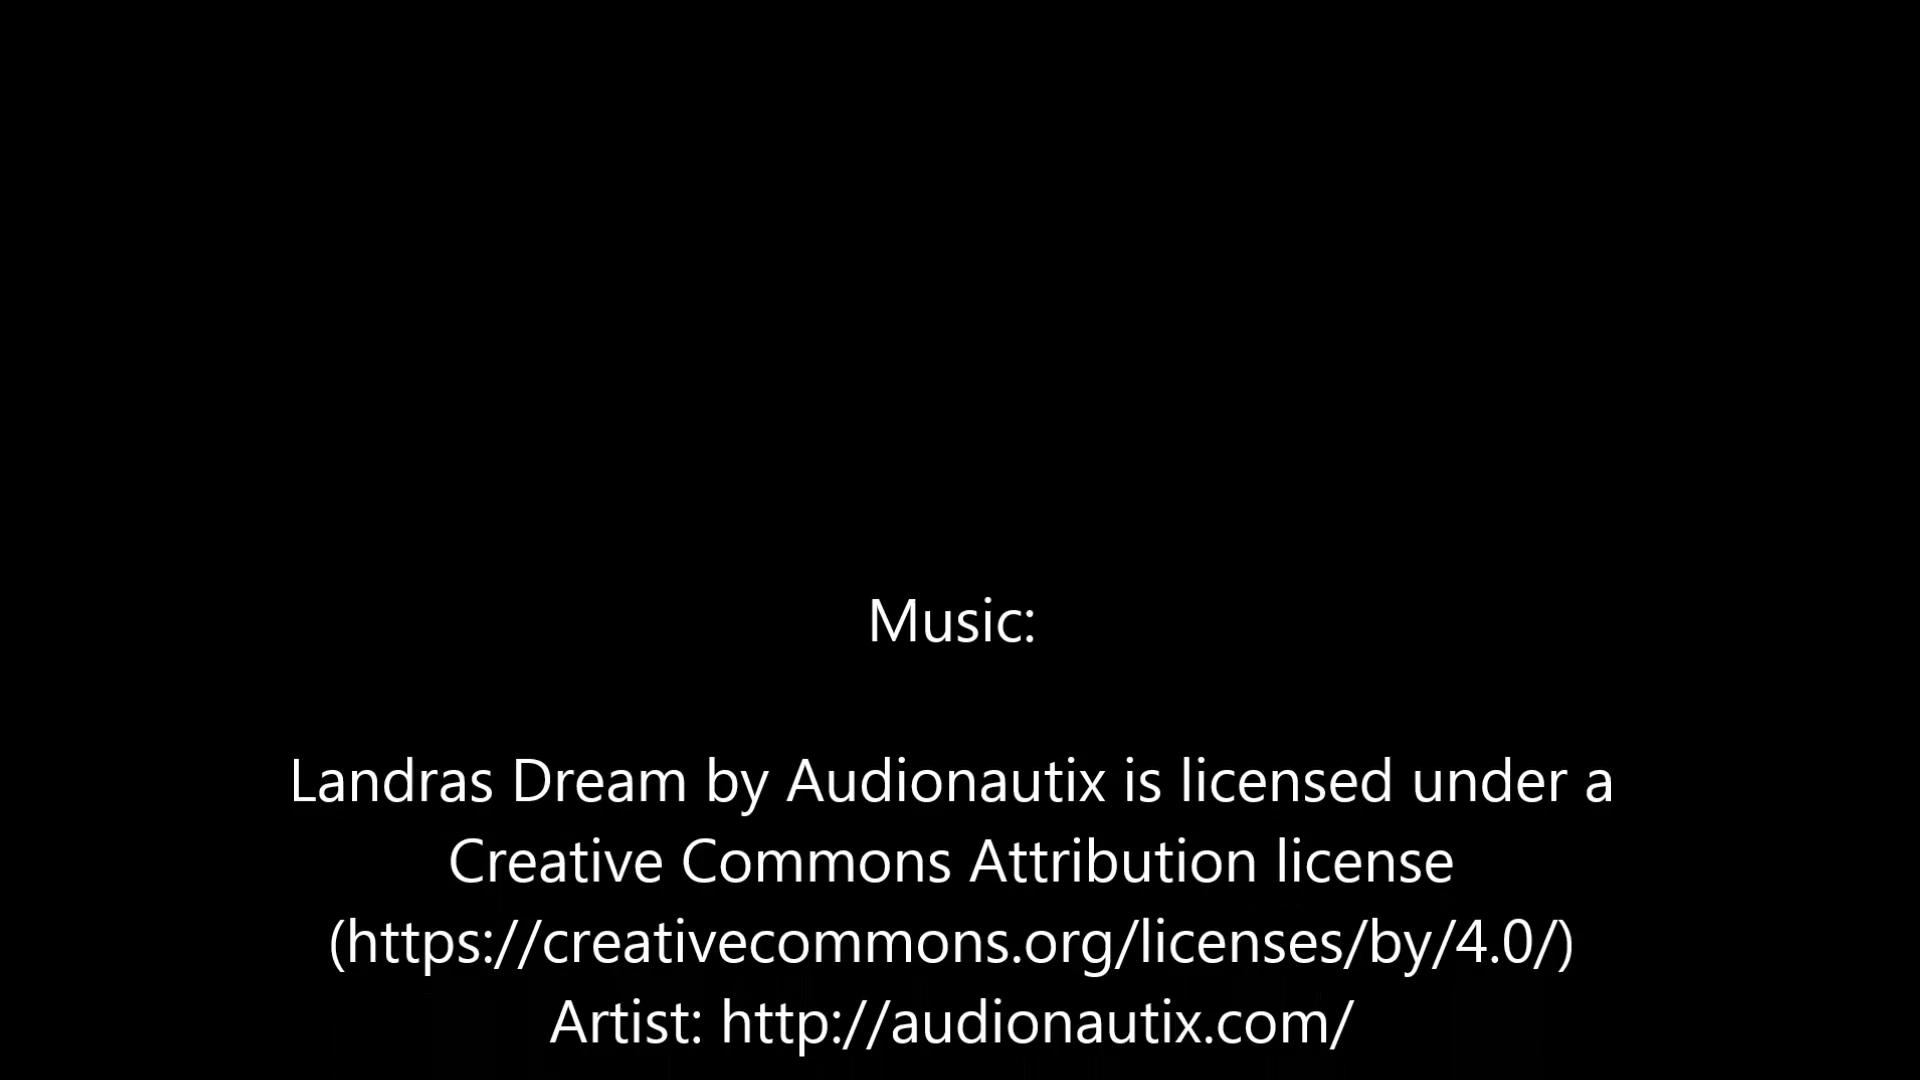 Music:
Landras Dream by Audionautix is licensed under a
Creative Commons Attribution license
(https://creativecommons.org/licenses/by/4.0/)
Artist: http://audionautix.com/